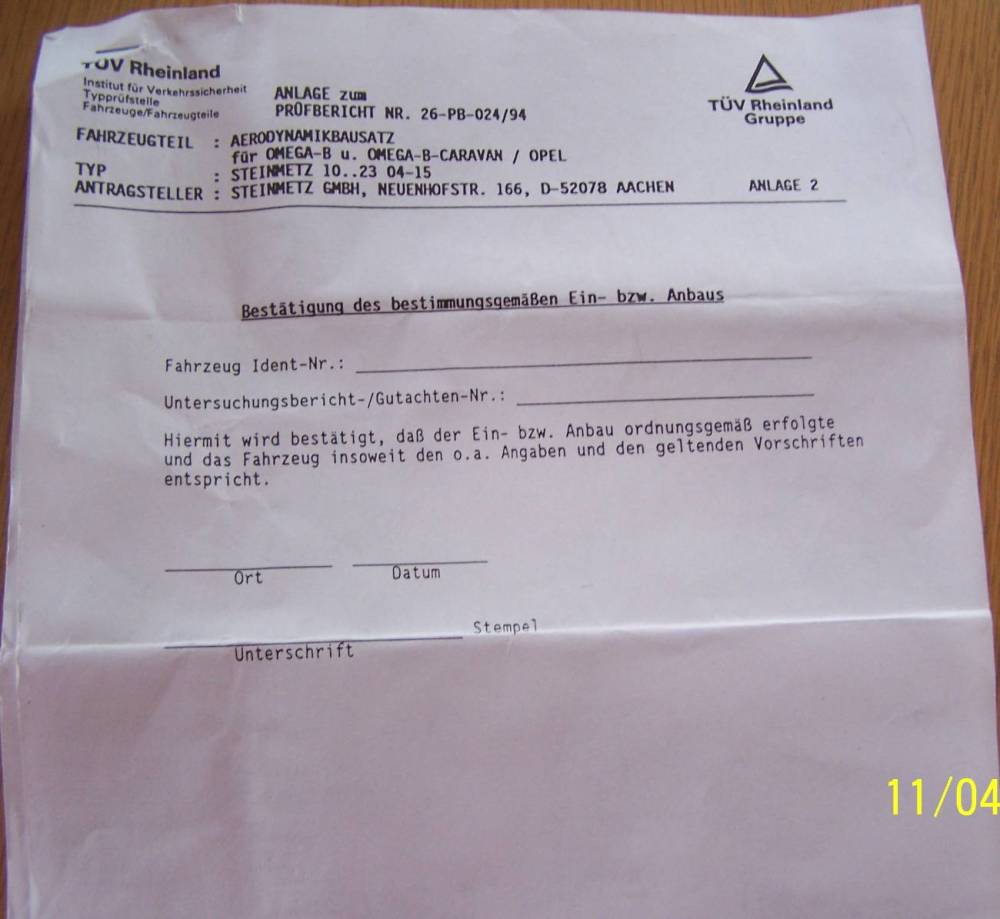 TÜV Rheinland
Institut für Verkehrssicherheit
Typprüfstelle
Fahrzeuge/Fahrzeugteile
ANLAGE zum
PRÜFBERICHT NR. 26-PB-024/94
TÜV Rheinland
Gruppe
FAHRZEUGTEIL : AERODYNAMIKBAUSATZ
für OMEGA-B u. OMEGA-B-CARAVAN / OPEL
TYP : STEINMETZ 10..23 04-15
ANTRAGSTELLER : STEINMETZ GMBH, NEUENHOFSTR. 166, D-52078 AACHEN ANLAGE 2
Bestätigung des bestimmungsgemäßen Ein- bzw. Anbaus
Fahrzeug Ident-Nr.:
Untersuchungsbericht-/Gutachten-Nr.:
Hiermit wird bestätigt, daß der Ein- bzw. Anbau ordnungsgemäß erfolgte
und das Fahrzeug insoweit den o.a. Angaben und den geltenden Vorschriften
entspricht.
Ort Datum
Stempel
Unterschrift
11/04